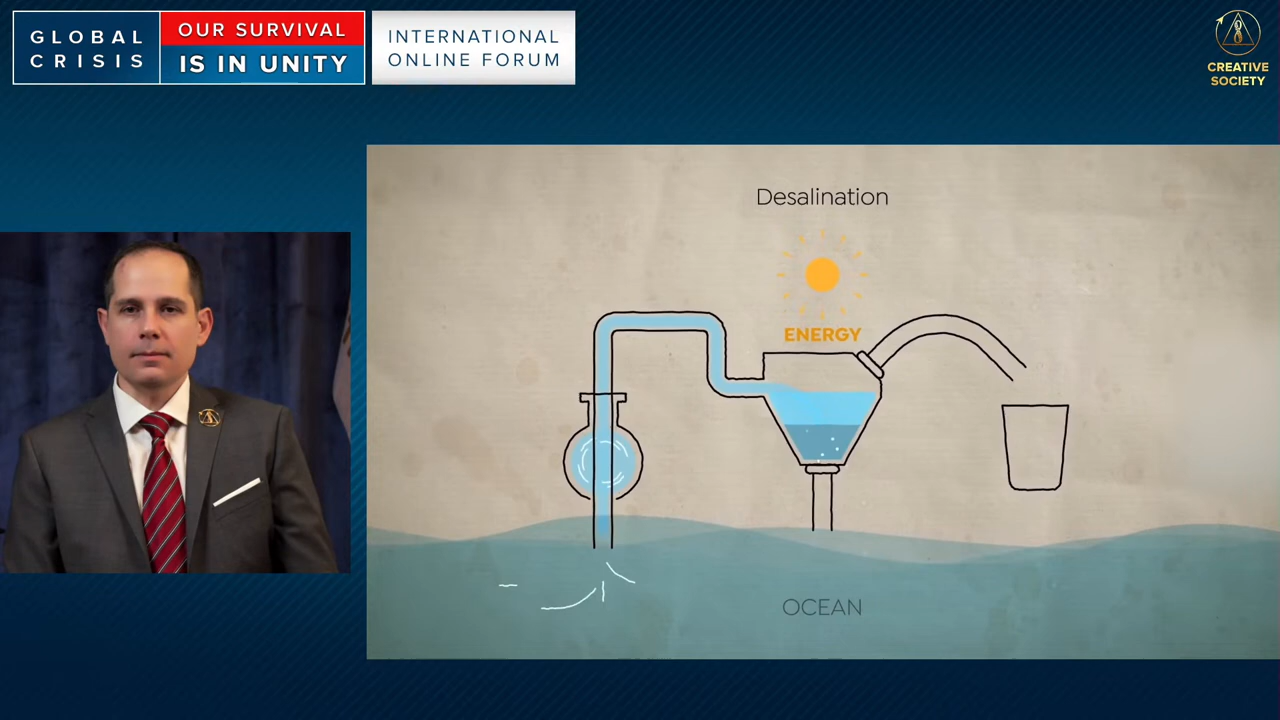 GLOBAL
CRISIS
OUR SURVIVAL
IS IN UNITY
INTERNATIONAL
ONLINE FORUM
CREATIVE
SOCIETY
Desalination
ENERGY
OCEAN